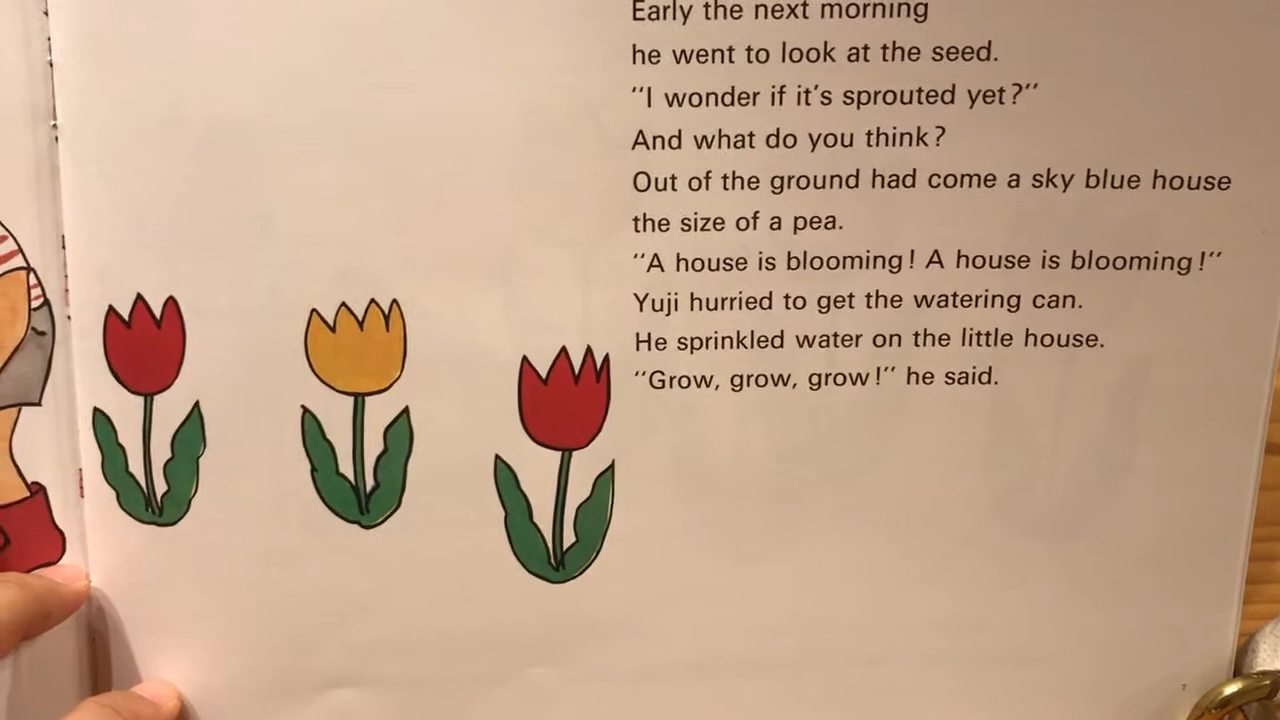 Early the next morning
he went to look at the seed.
"I wonder if it's sprouted yet?"
And what do you think?
Out of the ground had come a sky blue house
the size of a pea.
"A house is blooming! A house is blooming!"
Yuji hurried to get the watering can.
He sprinkled water on the little house.
"Grow, grow, grow!" he said.
7